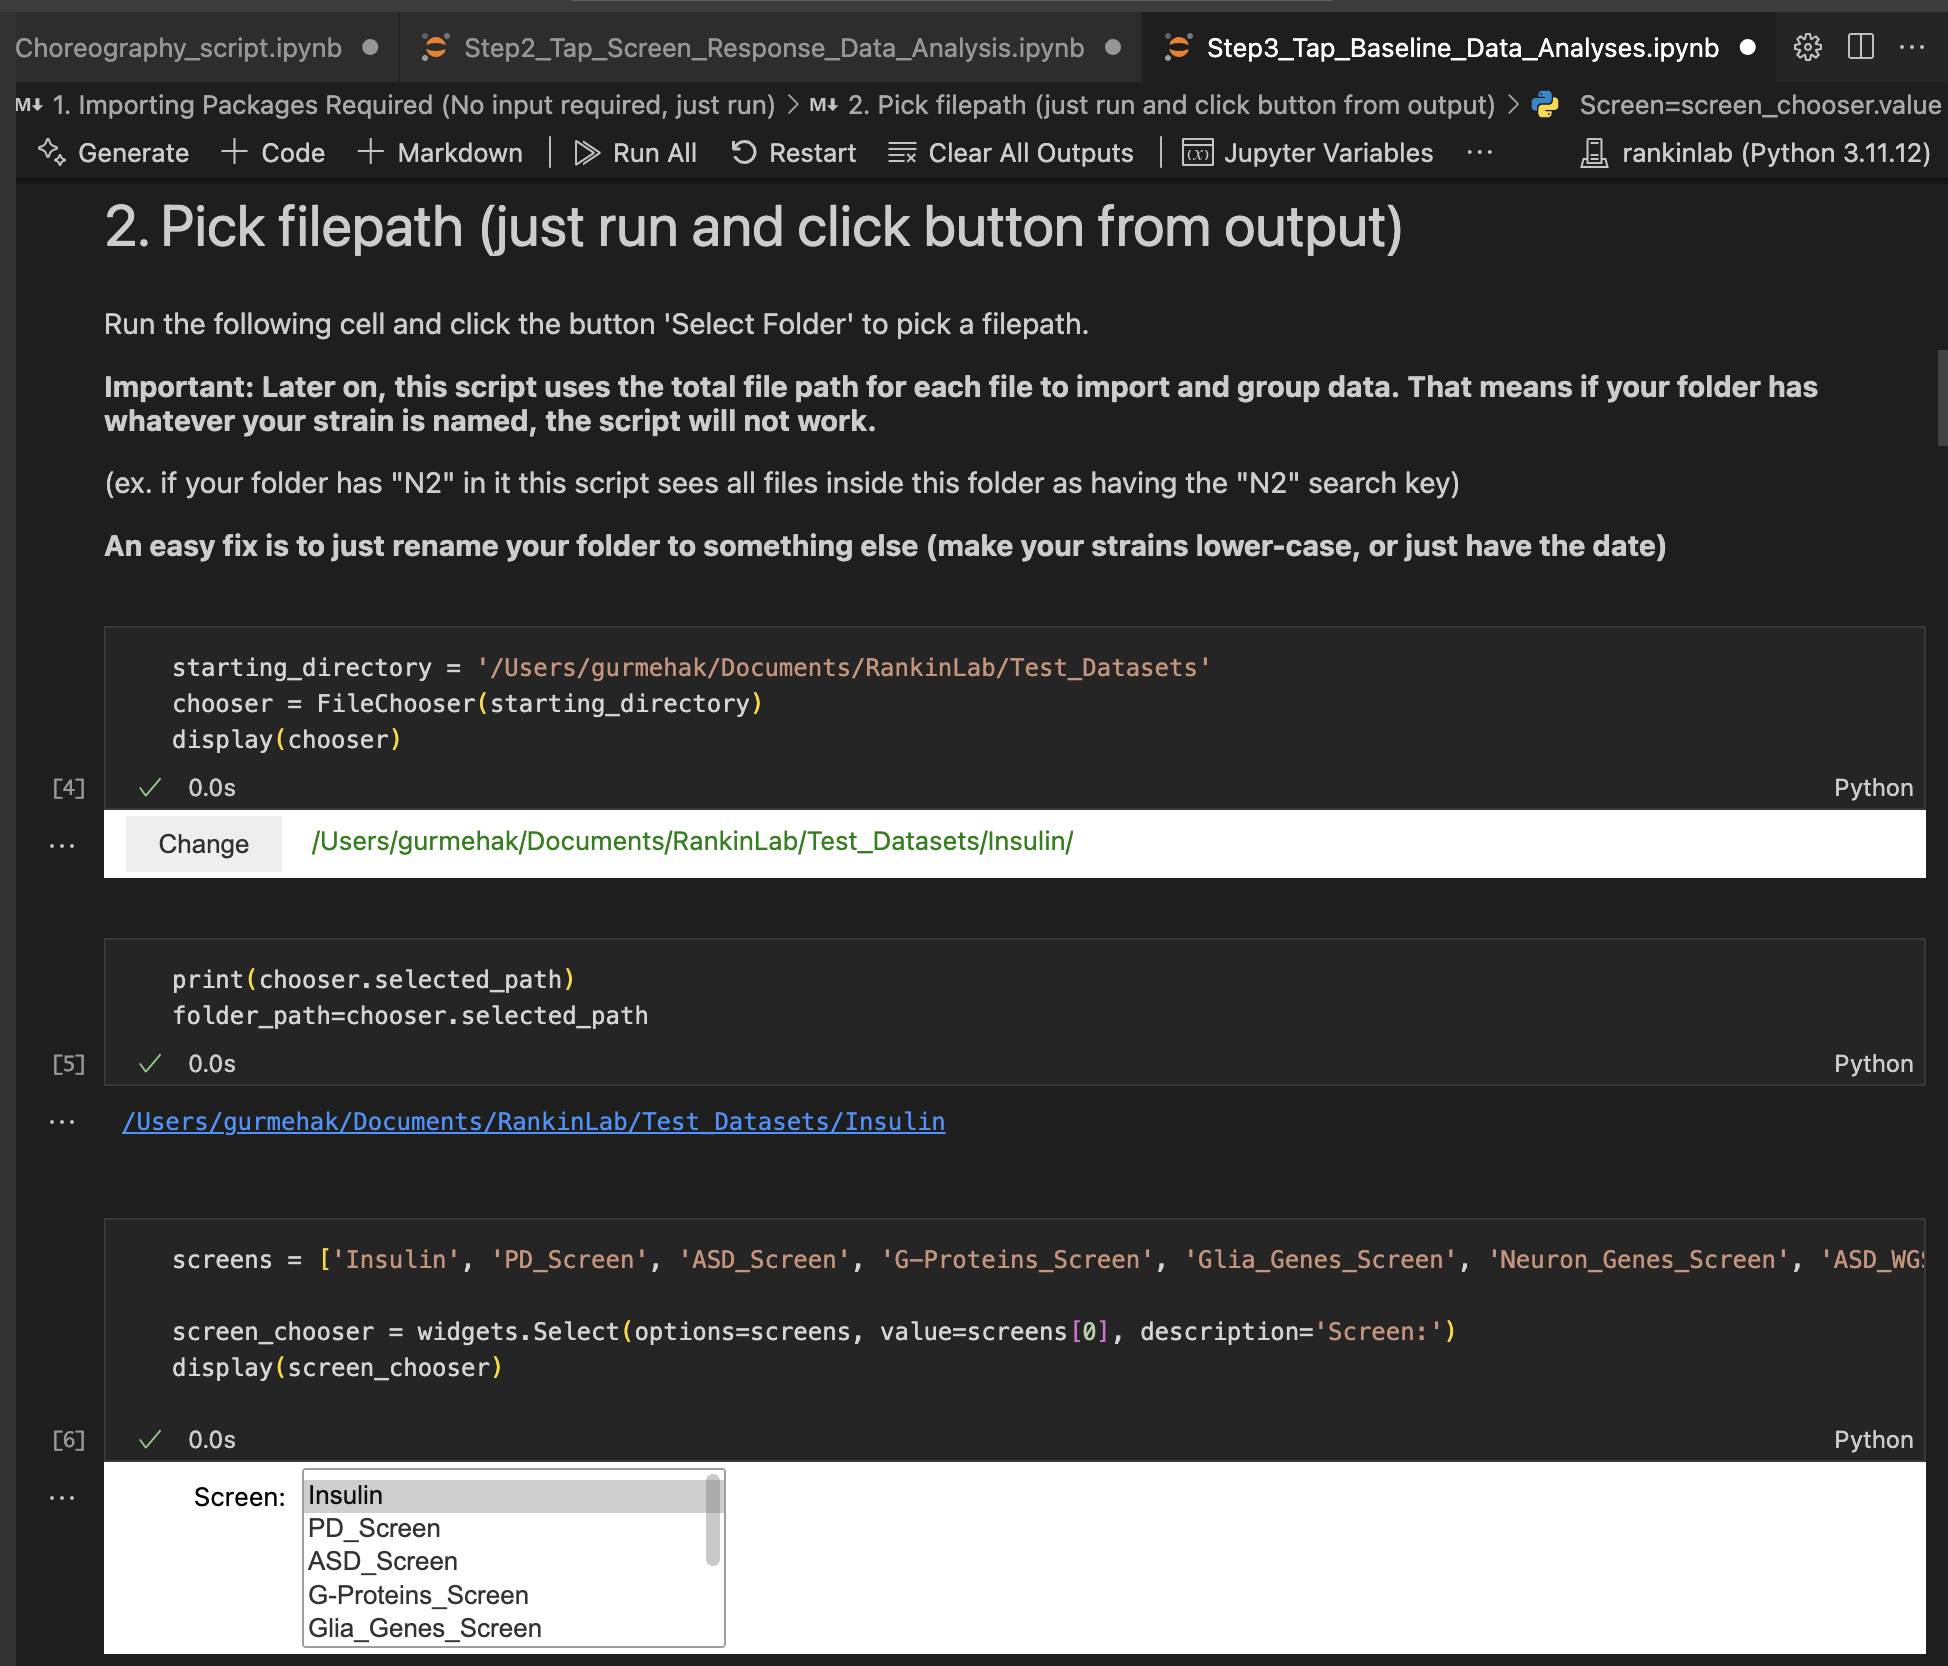 Choreography_script.ipynb
Step2_Tap_Screen_Response_Data_Analysis.ipynb
Step3_Tap_Baseline_Data_Analyses.ipynb
M↓ 1. Importing Packages Required (No input required, just run) > M↓ 2. Pick filepath (just run and click button from output) > Screen=screen_chooser.value
Generate + Code + Markdown | Run All Restart Clear All Outputs | Jupyter Variables ··· rankinlab (Python 3.11.12)
2. Pick filepath (just run and click button from output)
Run the following cell and click the button 'Select Folder' to pick a filepath.
Important: Later on, this script uses the total file path for each file to import and group data. That means if your folder has
whatever your strain is named, the script will not work.
(ex. if your folder has "N2" in it this script sees all files inside this folder as having the "N2" search key)
An easy fix is to just rename your folder to something else (make your strains lower-case, or just have the date)
starting_directory = '/Users/gurmehak/Documents/RankinLab/Test_Datasets'
chooser = FileChooser(starting_directory)
display(chooser)
[4] ✓ 0.0s Python
··· Change /Users/gurmehak/Documents/RankinLab/Test_Datasets/Insulin/
print(chooser.selected_path)
folder_path=chooser.selected_path
[5] ✓ 0.0s Python
··· /Users/gurmehak/Documents/RankinLab/Test_Datasets/Insulin
screens = ['Insulin', 'PD_Screen', 'ASD_Screen', 'G-Proteins_Screen', 'Glia_Genes_Screen', 'Neuron_Genes_Screen', 'ASD_WGS
screen_chooser = widgets.Select(options=screens, value=screens[0], description='Screen:')
display(screen_chooser)
[6] ✓ 0.0s Python
··· Screen: Insulin
PD_Screen
ASD_Screen
G-Proteins_Screen
Glia_Genes_Screen